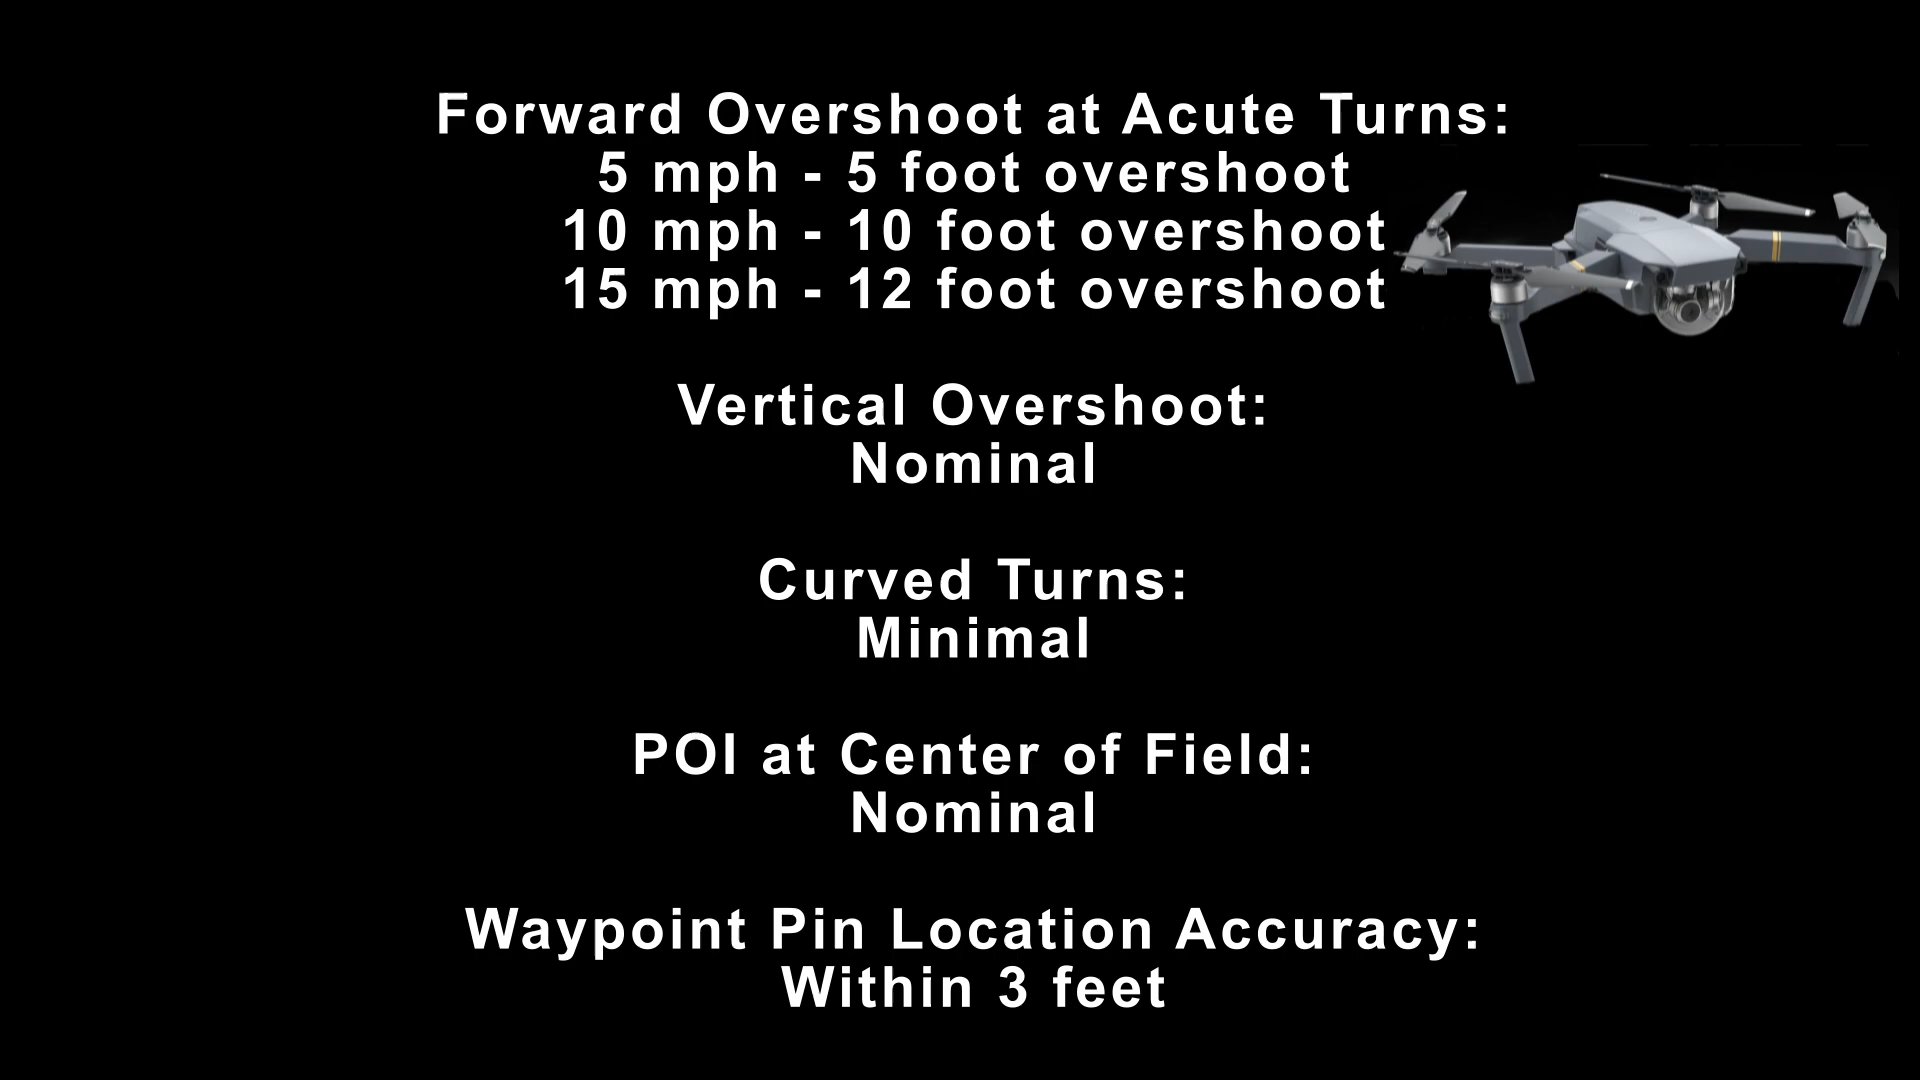 Forward Overshoot at Acute Turns:
5 mph - 5 foot overshoot
10 mph - 10 foot overshoot
15 mph - 12 foot overshoot
Vertical Overshoot:
Nominal
Curved Turns:
Minimal
POI at Center of Field:
Nominal
Waypoint Pin Location Accuracy:
Within 3 feet